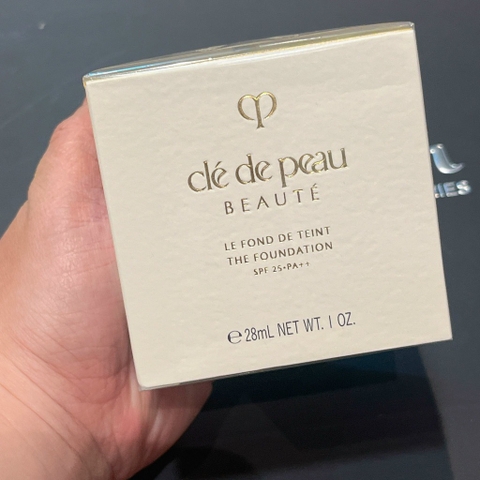 clé de peau
BEAUTÉ
LE FOND DE TEINT
THE FOUNDATION
SPF 25•PA++
℮28mL NET WT. 1 OZ.